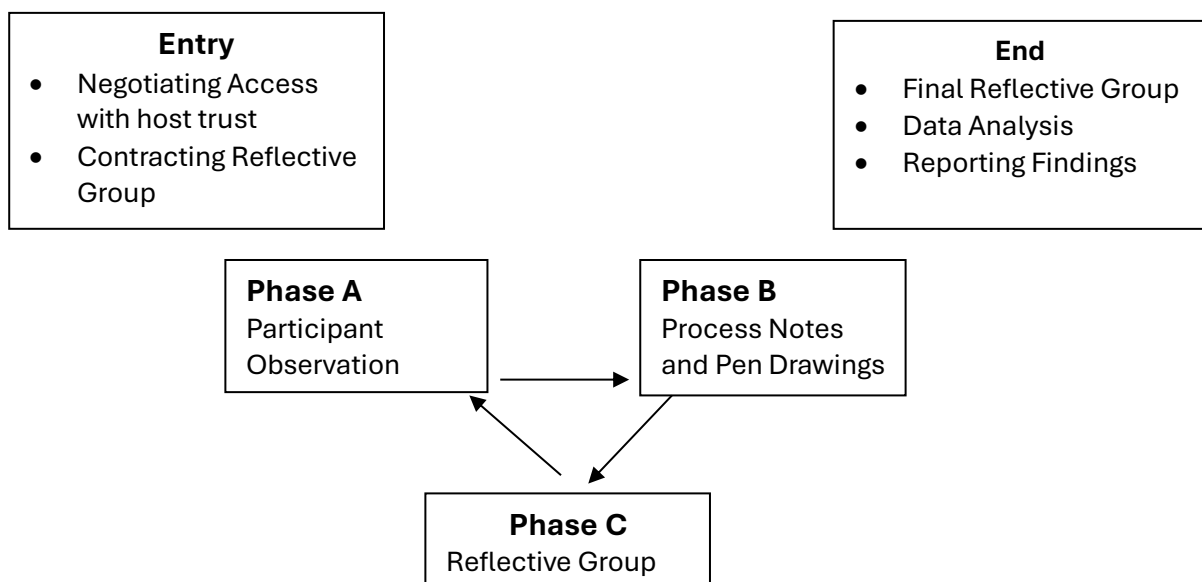 Entry
• Negotiating Access
with host trust
• Contracting Reflective
Group
End
• Final Reflective Group
• Data Analysis
• Reporting Findings
Phase A
Participant
Observation
Phase B
Process Notes
and Pen Drawings
Phase C
Reflective Group